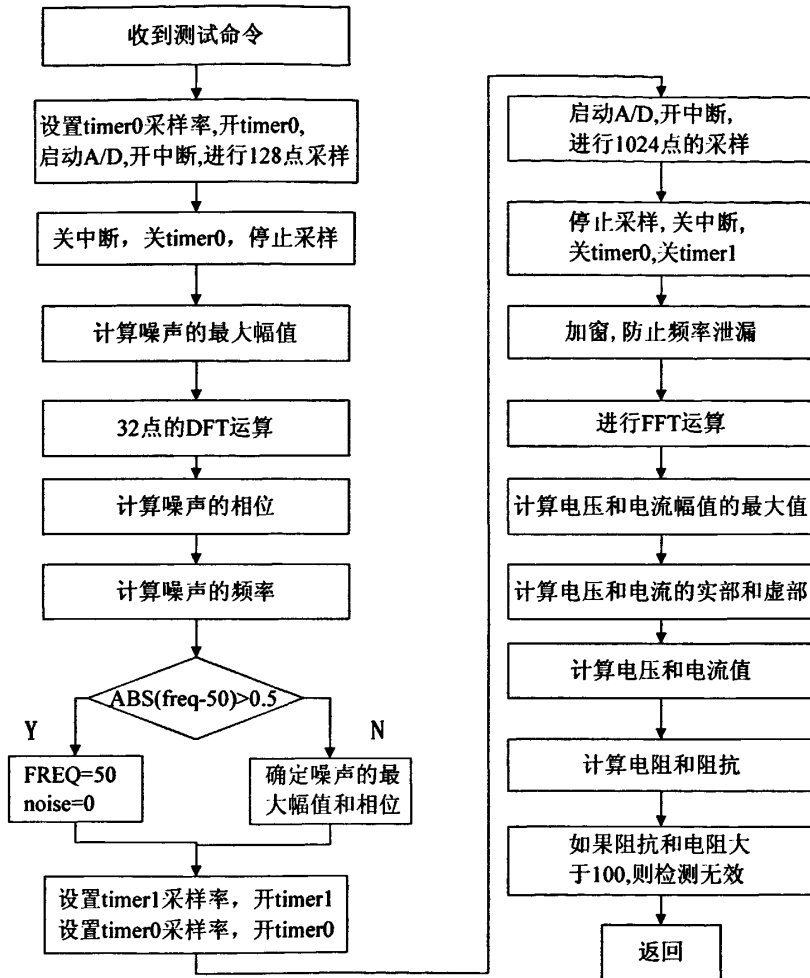 收到测试命令
设置timer0采样率,开timer0,
启动A/D,开中断,进行128点采样
关中断，关timer0，停止采样
计算噪声的最大幅值
32点的DFT运算
计算噪声的相位
计算噪声的频率
ABS(freq-50)>0.5
Y
N
FREQ=50
noise=0
确定噪声的最
大幅值和相位
设置timer1采样率，开timer1
设置timer0采样率，开timer0
启动A/D,开中断,
进行1024点的采样
停止采样,关中断,
关timer0,关timer1
加窗,防止频率泄漏
进行FFT运算
计算电压和电流幅值的最大值
计算电压和电流的实部和虚部
计算电压和电流值
计算电阻和阻抗
如果阻抗和电阻大
于100,则检测无效
返回